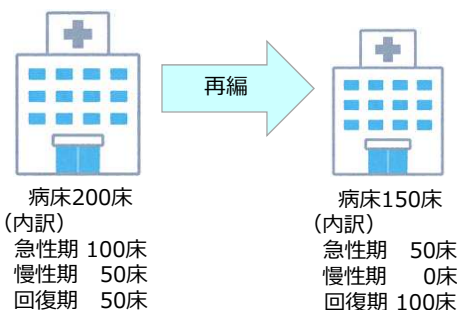 再編
病床200床
(内訳)
急性期 100床
慢性期 50床
回復期 50床
病床150床
(内訳)
急性期 50床
慢性期 0床
回復期 100床